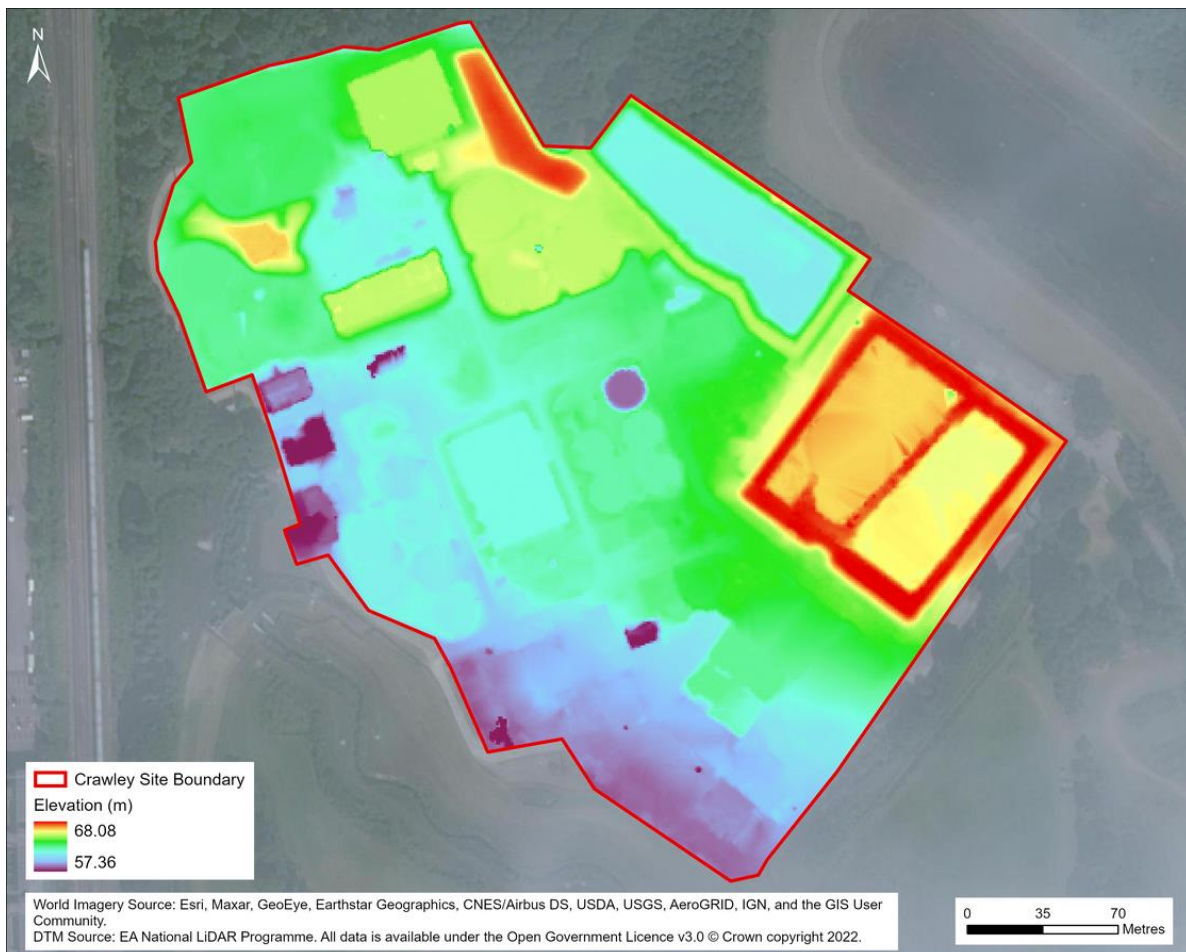 N
Crawley Site Boundary
Elevation (m)
68.08
57.36
World Imagery Source: Esri, Maxar, GeoEye, Earthstar Geographics, CNES/Airbus DS, USDA, USGS, AeroGRID, IGN, and the GIS User
Community.
DTM Source: EA National LiDAR Programme. All data is available under the Open Government Licence v3.0 © Crown copyright 2022.
0 35 70
Metres